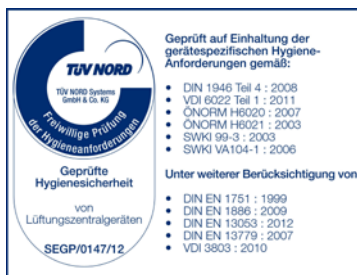 TÜV NORD
TÜV NORD Systems
GmbH & Co. KG
Freiwillige Prüfung
der Hygieneanforderungen
Geprüfte
Hygienesicherheit
von
Lüftungszentralgeräten
SEGP/0147/12
Geprüft auf Einhaltung der
gerätespezifischen Hygiene-
Anforderungen gemäß:
• DIN 1946 Teil 4 : 2008
• VDI 6022 Teil 1 : 2011
• ÖNORM H6020 : 2007
• ÖNORM H6021 : 2003
• SWKI 99-3 : 2003
• SWKI VA104-1 : 2006
Unter weiterer Berücksichtigung von
• DIN EN 1751 : 1999
• DIN EN 1886 : 2009
• DIN EN 13053 : 2012
• DIN EN 13779 : 2007
• VDI 3803 : 2010